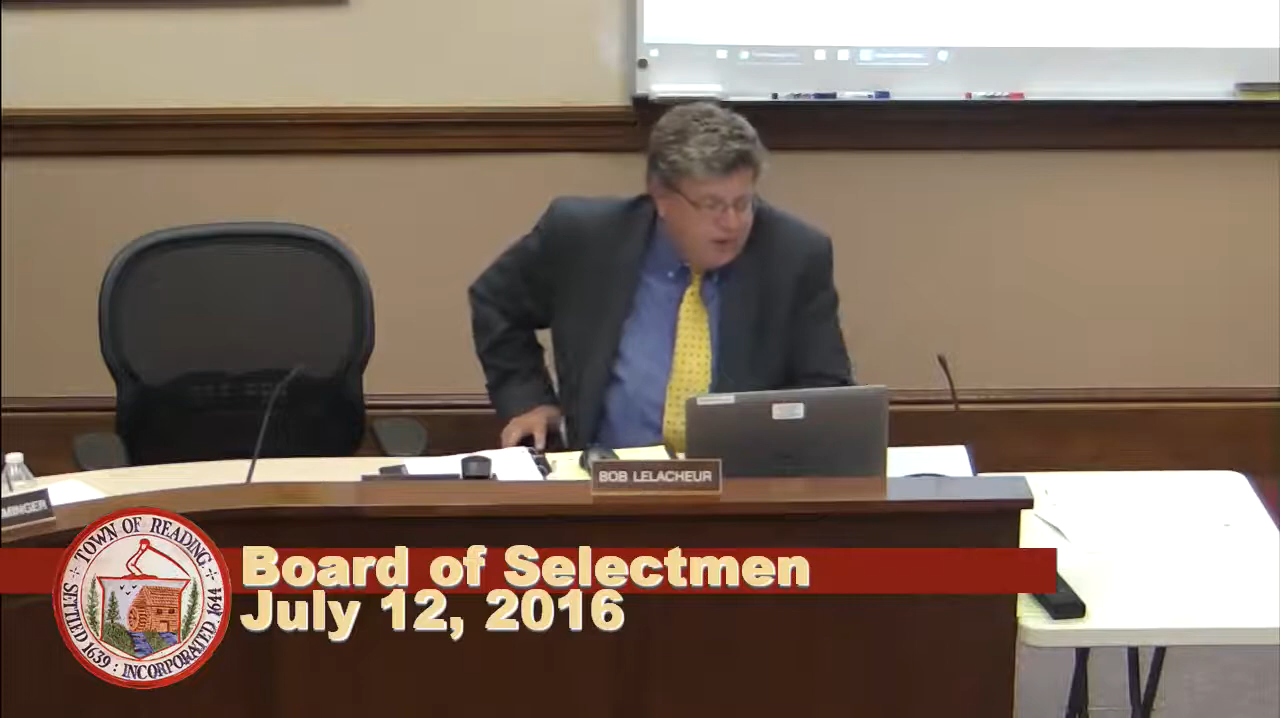 BOB LELACHEUR
MINGER
TOWN OF READING
SETTLED 1639 : INCORPORATED 1644
Board of Selectmen
July 12, 2016